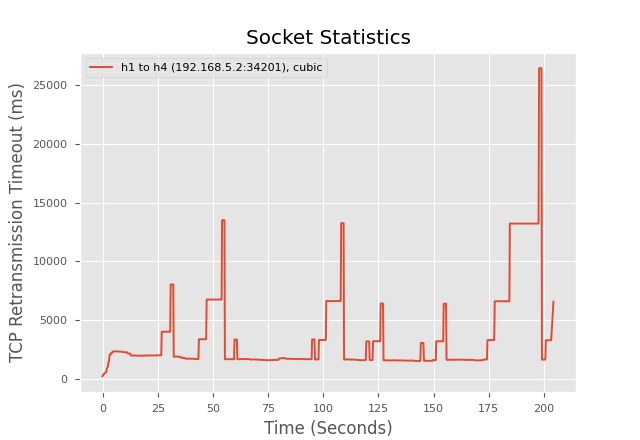 Socket Statistics
h1 to h4 (192.168.5.2:34201), cubic
TCP Retransmission Timeout (ms)
25000
20000
15000
10000
5000
0
0 25 50 75 100 125 150 175 200
Time (Seconds)